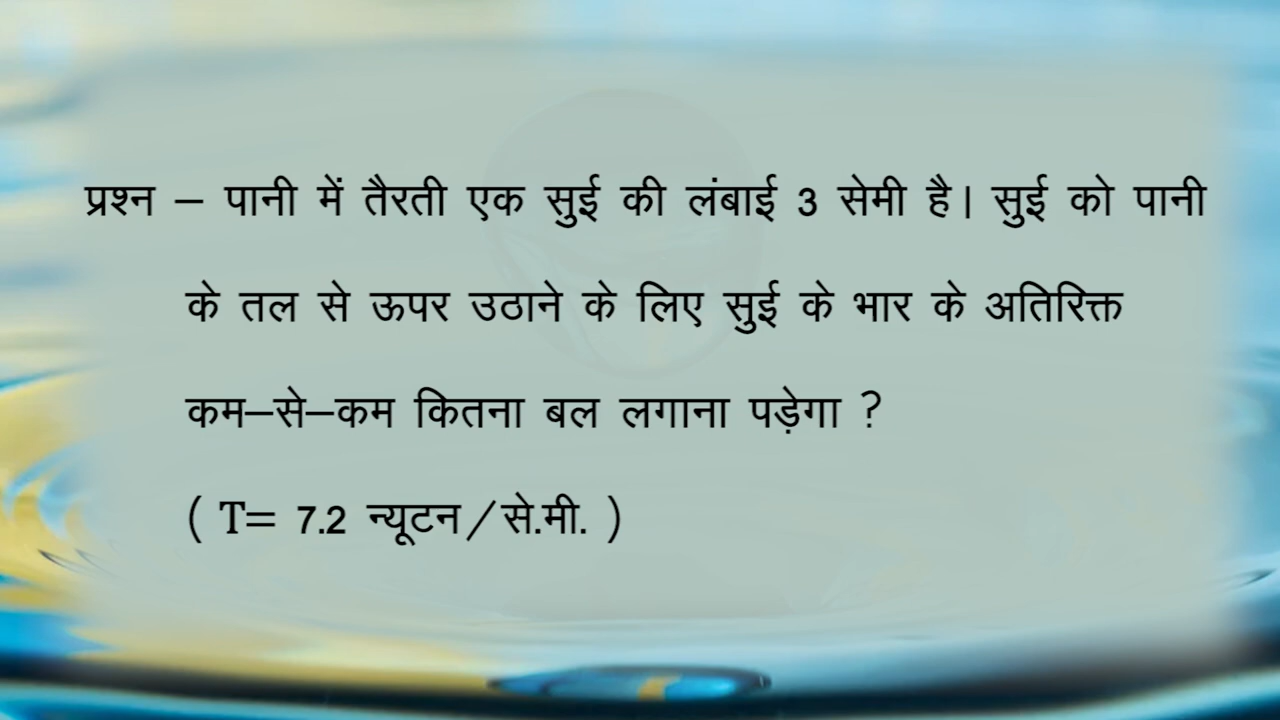 प्रश्न – पानी में तैरती एक सुई की लंबाई 3 सेमी है। सुई को पानी
के तल से ऊपर उठाने के लिए सुई के भार के अतिरिक्त
कम–से–कम कितना बल लगाना पड़ेगा ?
( T= 7.2 न्यूटन/से.मी. )